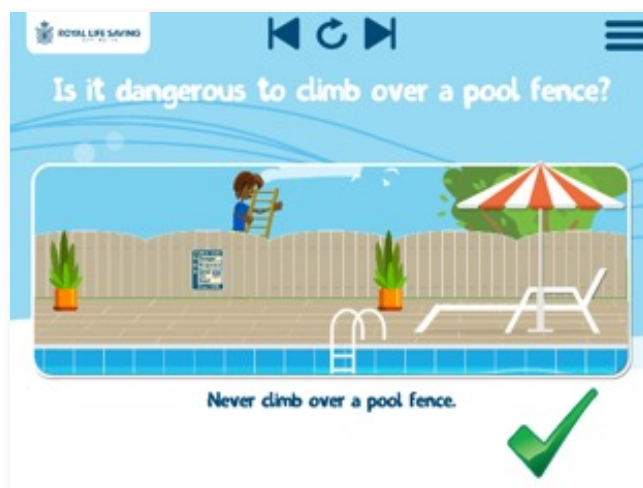 ROYAL LIFE SAVING
Is it dangerous to climb over a pool fence?
Never climb over a pool fence.